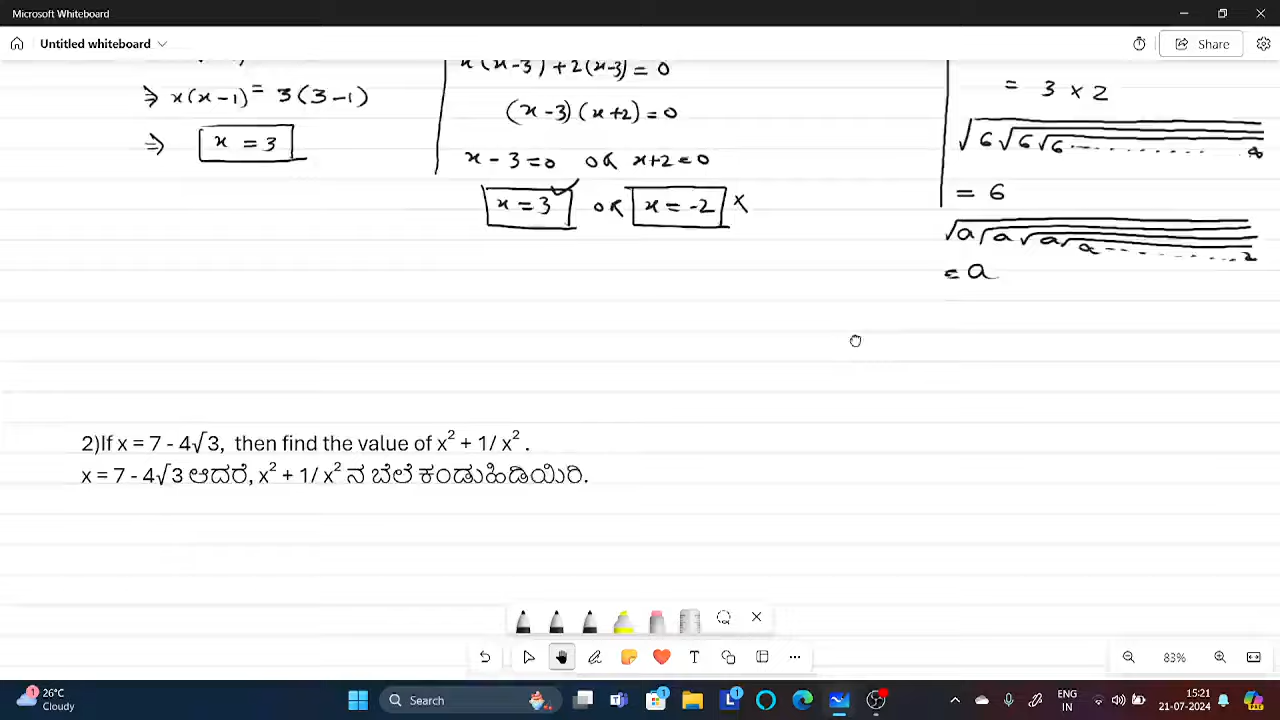 Microsoft Whiteboard
Untitled whiteboard
Share
⇒ x(x-1) = 3(3-1)
⇒ x = 3
x(x-3)+2(x-3) = 0
(x-3)(x+2)=0
x-3=0 OR x+2=0
x=3 ✓ OR x=-2 ×
= 3 × 2
√6√6√6........∞
= 6
√a√a√a√a........
= a
2)If x = 7 - 4√3, then find the value of x² + 1/ x² .
x = 7 - 4√3 ಆದರೆ, x² + 1/ x² ನ ಬೆಲೆ ಕಂಡುಹಿಡಿಯಿರಿ.
83%
1
26°C
Cloudy
Search
1
1
ENG
IN
15:21
21-07-2024